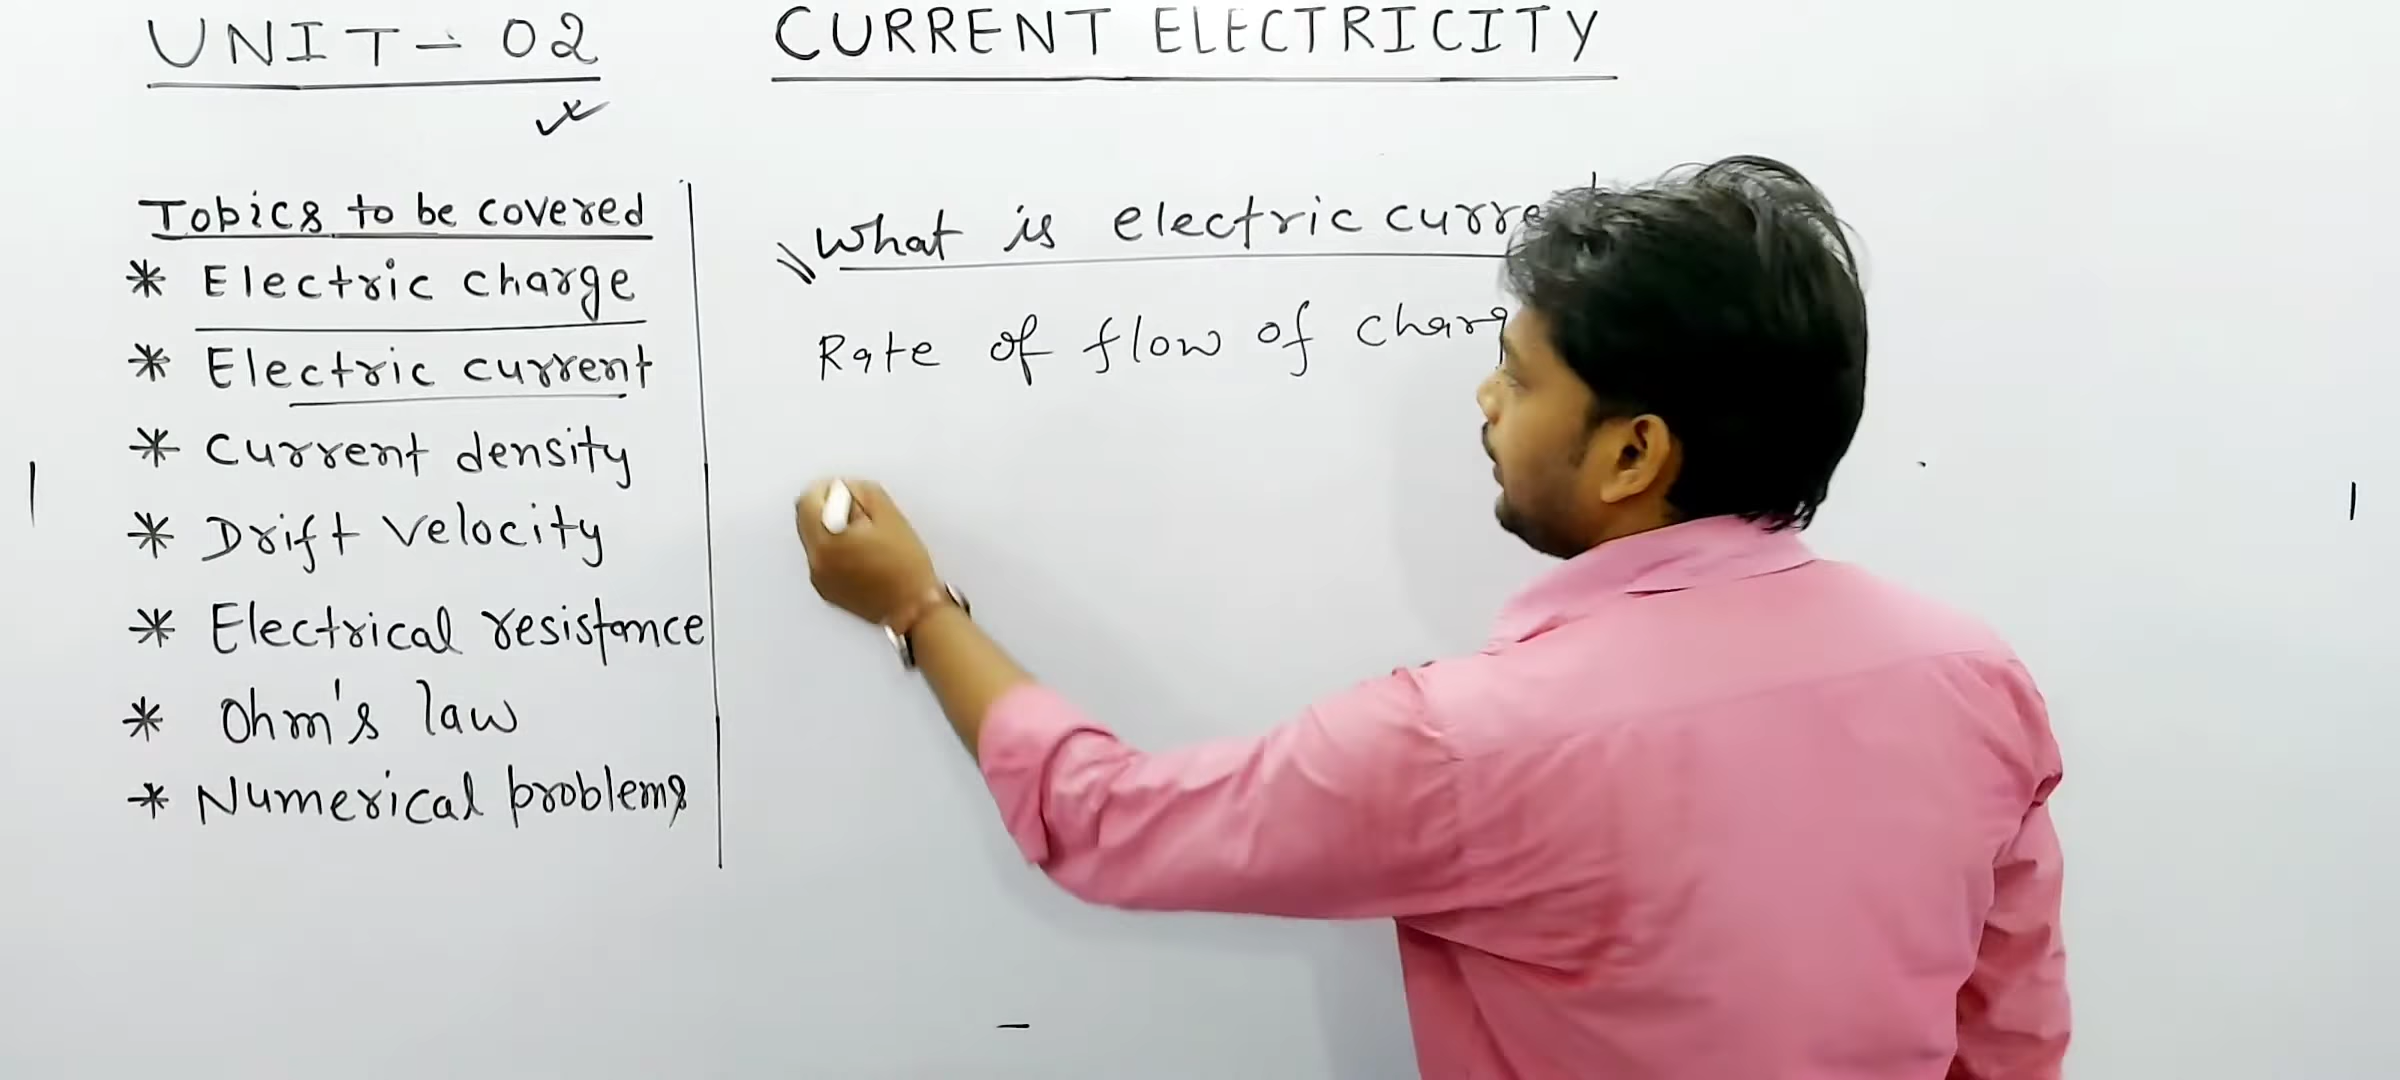 UNIT - 02
CURRENT ELECTRICITY
Topics to be covered
* Electric charge
* Electric current
* Current density
* Drift velocity
* Electrical resistance
* Ohm's law
* Numerical problems
What is electric
Rate of flow of